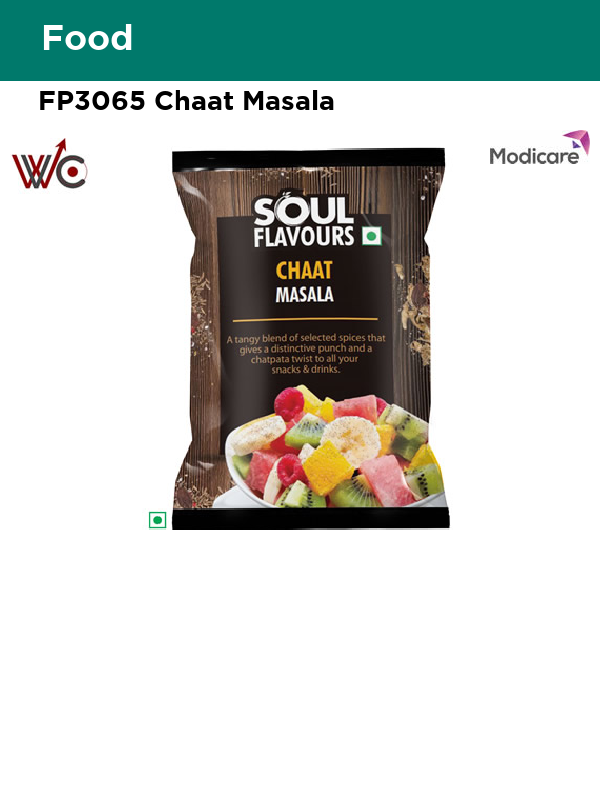 Food
FP3065 Chaat Masala
WC
Modicare
SOUL
FLAVOURS
CHAAT
MASALA
A tangy blend of selected spices that
gives a distinctive punch and a
chatpata twist to all your
snacks & drinks.